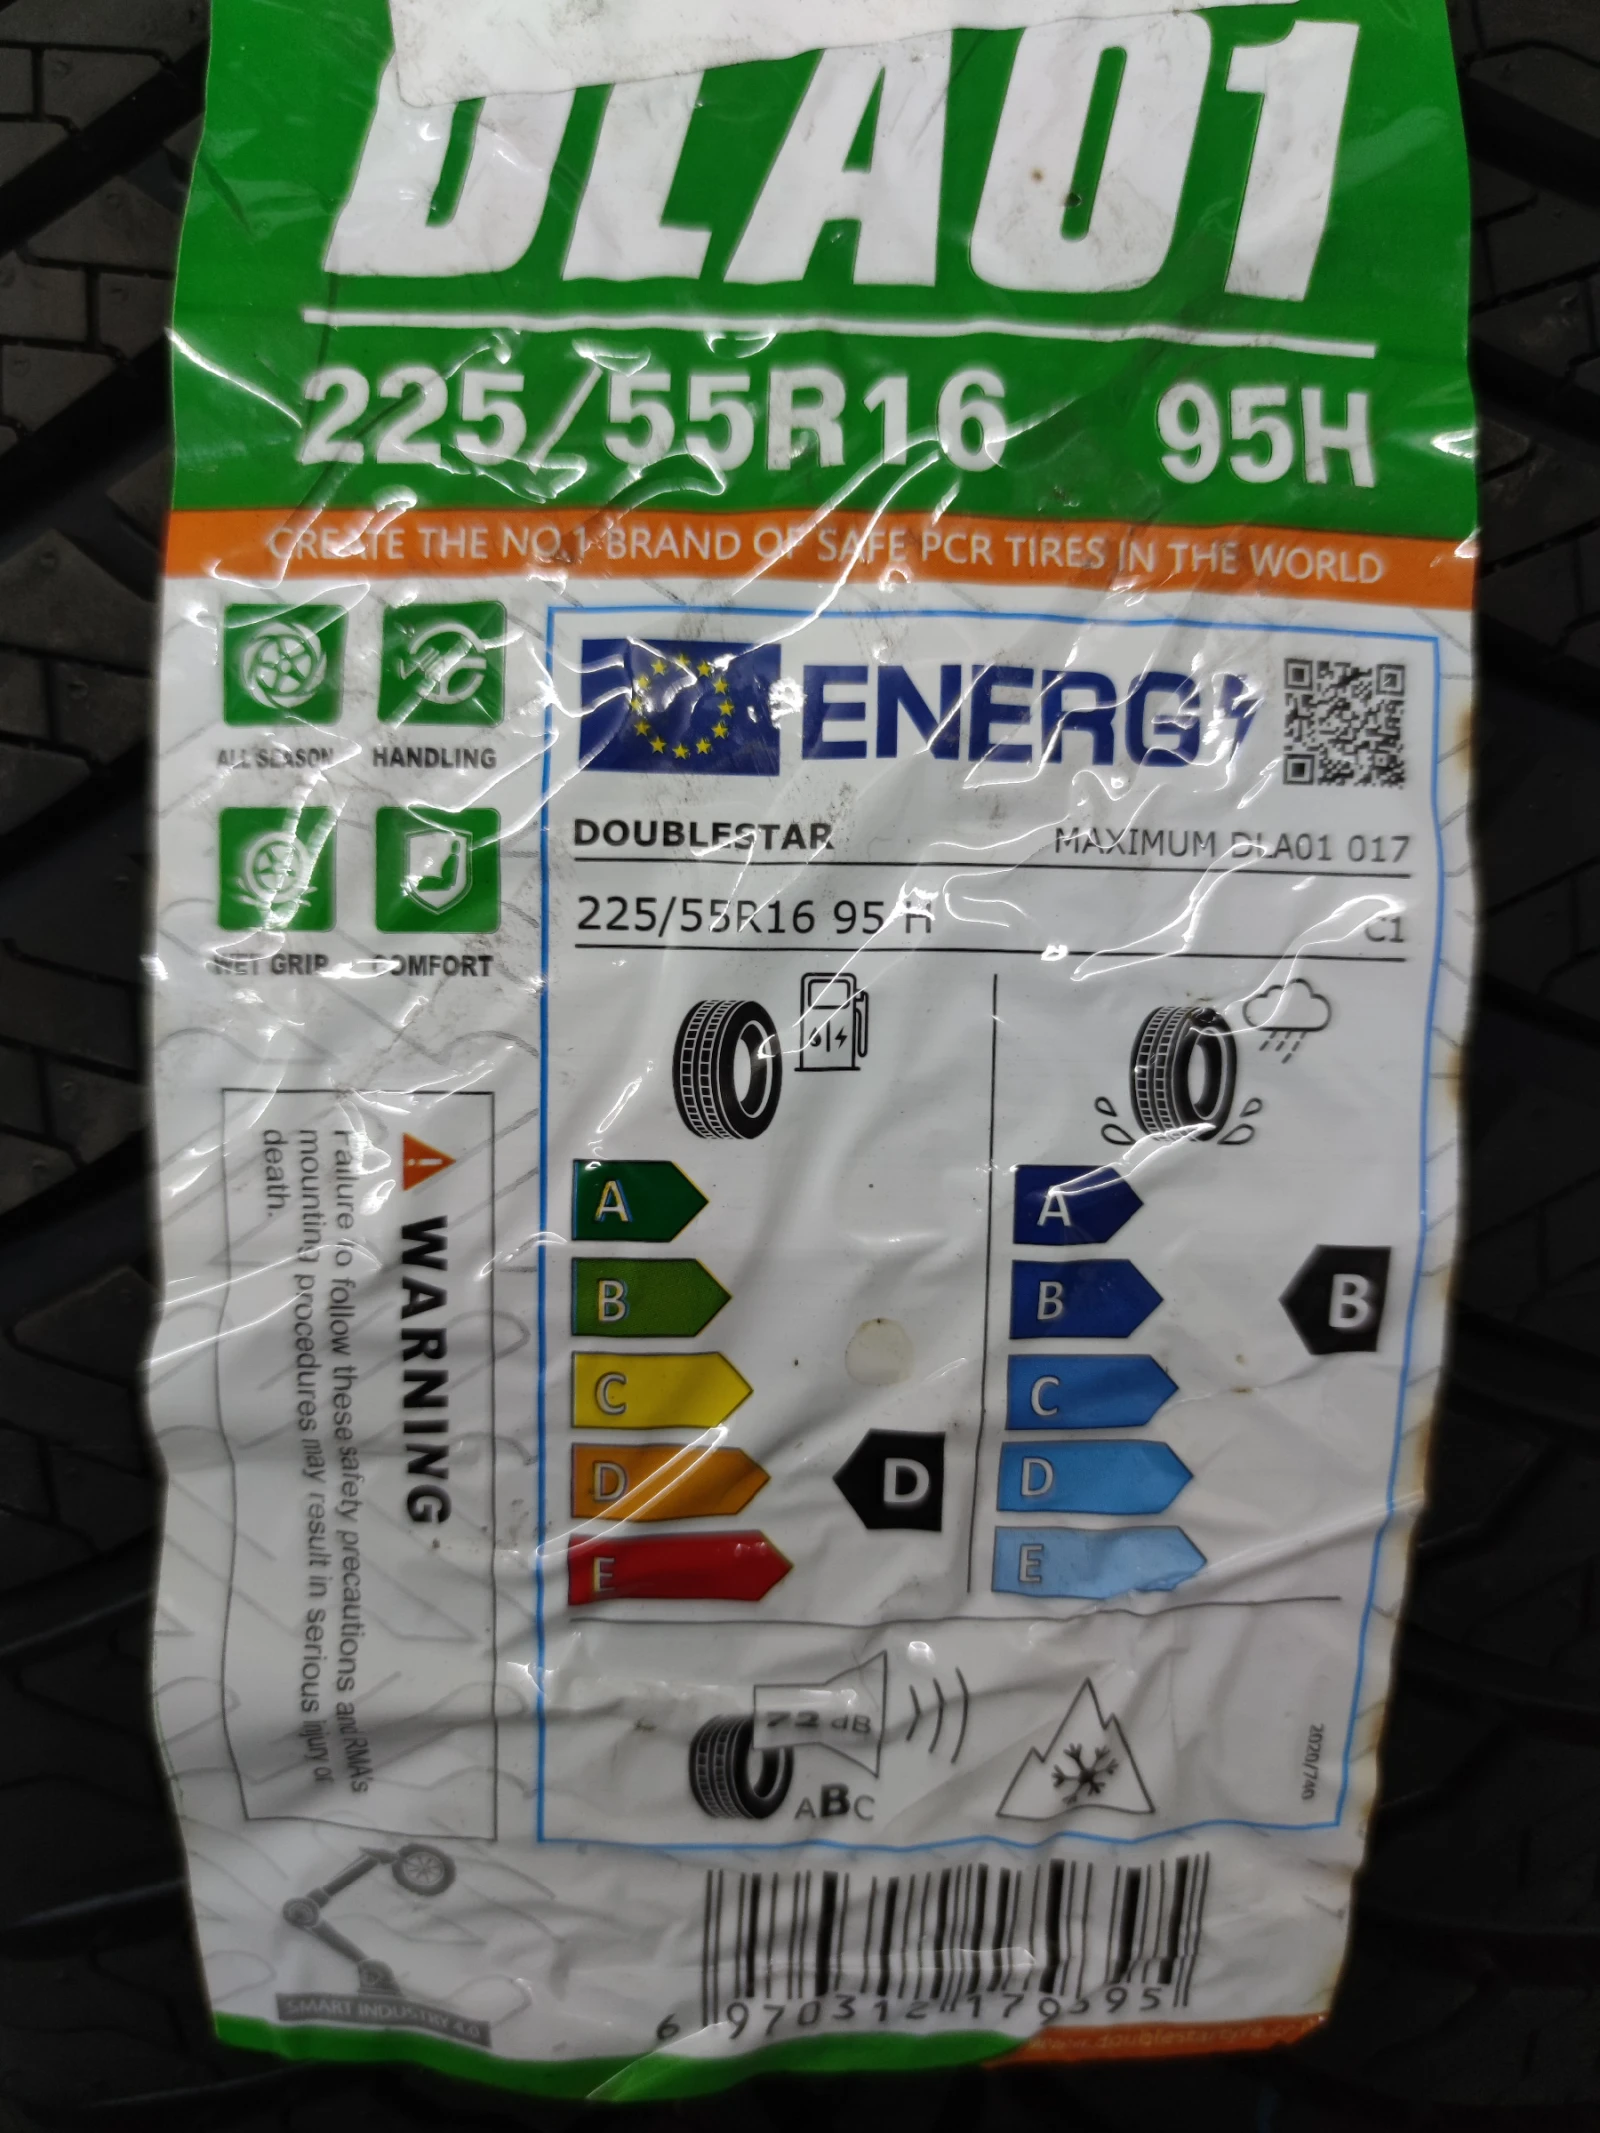 DLA01
225/55R16 95H
CREATE THE NO.1 BRAND OF SAFE PCR TIRES IN THE WORLD
ALL SEASON HANDLING
WET GRIP COMFORT
ENERG
DOUBLESTAR MAXIMUM DLA01 017
225/55R16 95 H C1
A
B
C
D
E
D
A
B
C
D
E
B
72 dB
ABC
2020/740
WARNING
Failure to follow these safety precautions and RMA's
mounting procedures may result in serious injury or
death.
SMART INDUSTRY 4.0
6 970312 179595
www.doublestartyre.co